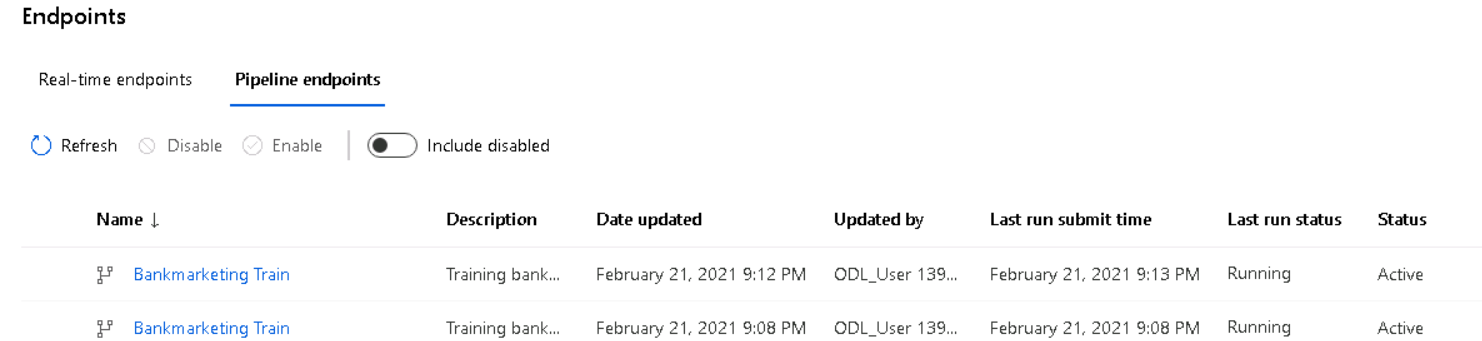 Endpoints
Real-time endpoints Pipeline endpoints
Refresh Disable Enable Include disabled
Name ↓ Description Date updated Updated by Last run submit time Last run status Status
Bankmarketing Train Training bank... February 21, 2021 9:12 PM ODL_User 139... February 21, 2021 9:13 PM Running Active
Bankmarketing Train Training bank... February 21, 2021 9:08 PM ODL_User 139... February 21, 2021 9:08 PM Running Active